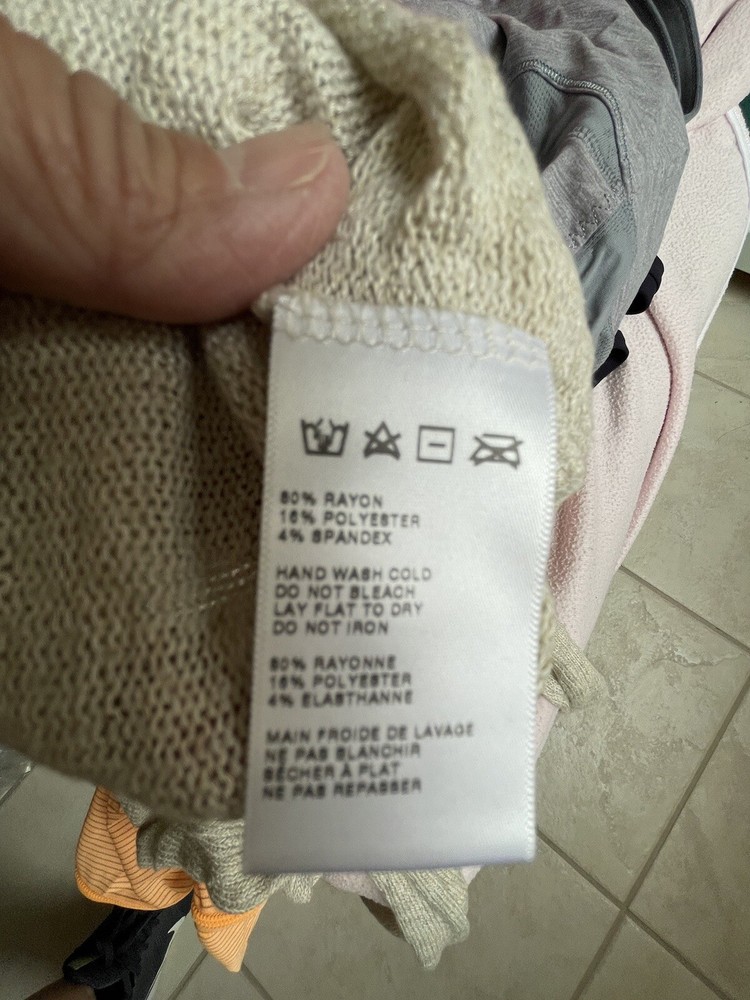 80% RAYON
16% POLYESTER
4% SPANDEX
HAND WASH COLD
DO NOT BLEACH
LAY FLAT TO DRY
DO NOT IRON
80% RAYONNE
16% POLYESTER
4% ELASTHANNE
MAIN FROIDE DE LAVAGE
NE PAS BLANCHIR
SÉCHER À PLAT
NE PAS REPASSER